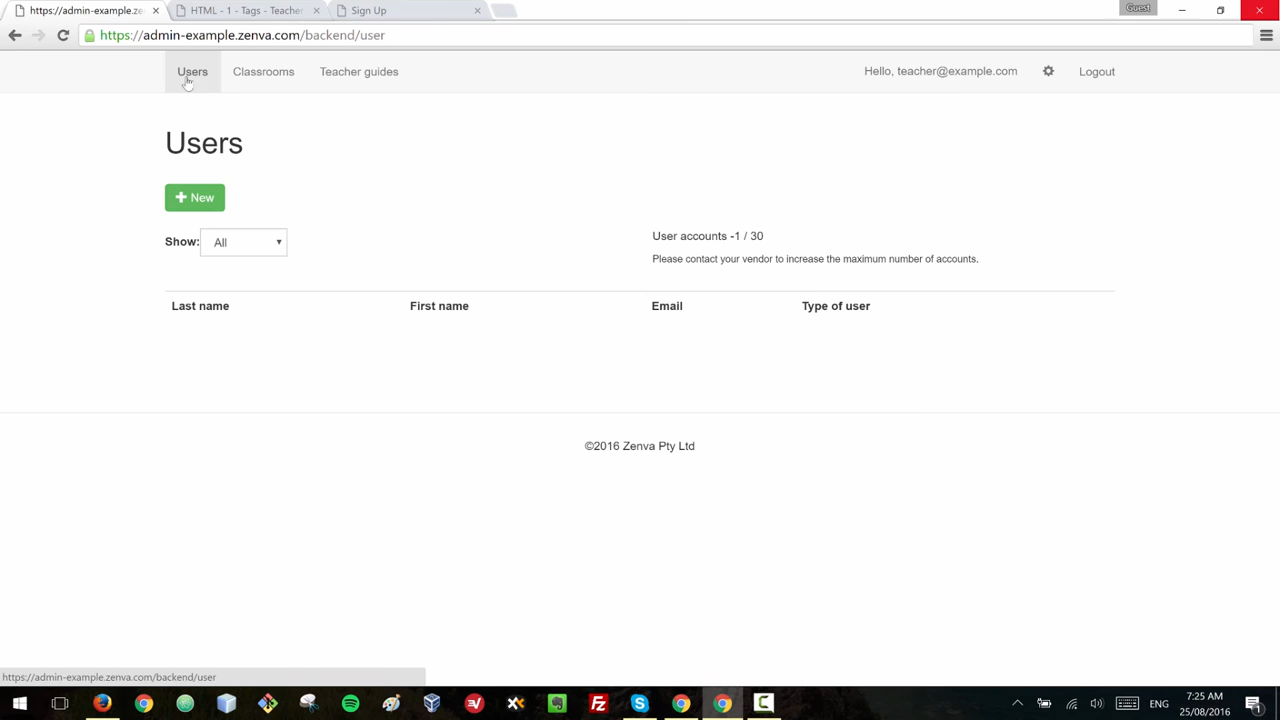 https://admin-example.ze
HTML - 1 - Tags - Teache
Sign Up
Guest
https://admin-example.zenva.com/backend/user
Users
Classrooms
Teacher guides
Hello, teacher@example.com
Logout
Users
New
Show:
All
User accounts -1 / 30
Please contact your vendor to increase the maximum number of accounts.
Last name
First name
Email
Type of user
©2016 Zenva Pty Ltd
https://admin-example.zenva.com/backend/user
ENG
7:25 AM
25/08/2016
1